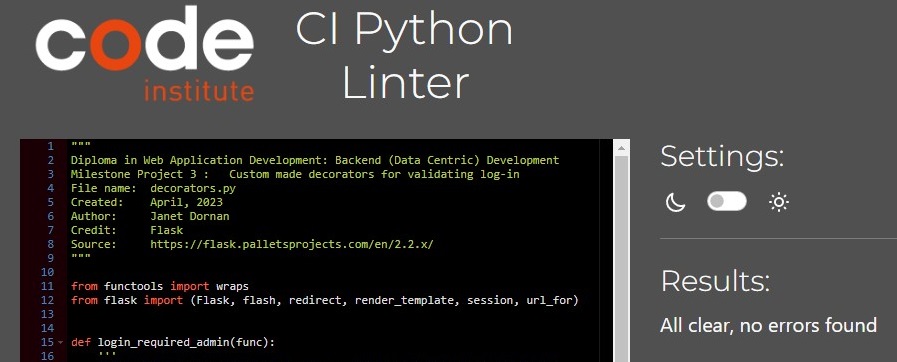 code
institute
CI Python
Linter
1 """
2 Diploma in Web Application Development: Backend (Data Centric) Development
3 Milestone Project 3 :   Custom made decorators for validating log-in
4 File name:  decorators.py
5 Created:    April, 2023
6 Author:     Janet Dornan
7 Credit:     Flask
8 Source:     https://flask.palletsprojects.com/en/2.2.x/
9 """
10
11 from functools import wraps
12 from flask import (Flask, flash, redirect, render_template, session, url_for)
13
14
15 def login_required_admin(func):
16     '''
Settings:
Results:
All clear, no errors found